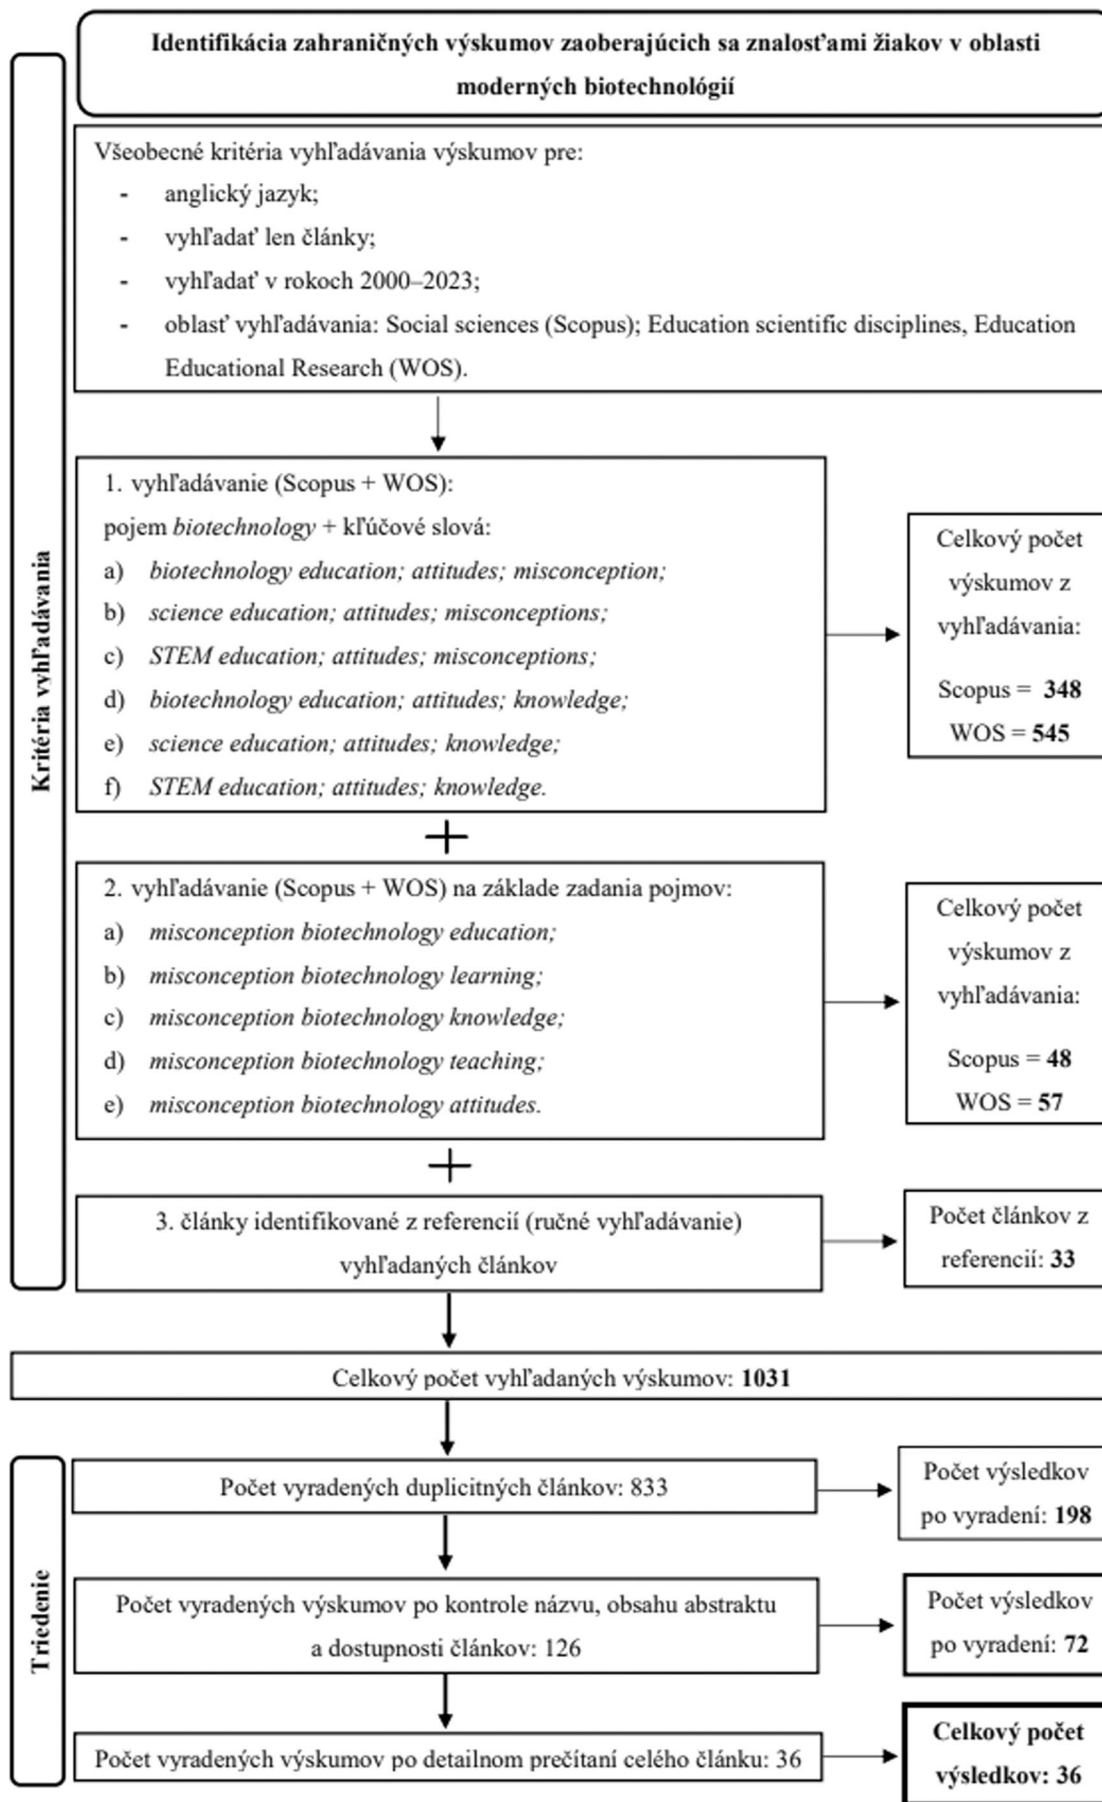 Identifikácia zahraničných výskumov zaoberajúcich sa znalosťami žiakov v oblasti
moderných biotechnológií
Kritéria vyhľadávania
Všeobecné kritéria vyhľadávania výskumov pre:
- anglický jazyk;
- vyhľadať len články;
- vyhľadať v rokoch 2000–2023;
- oblasť vyhľadávania: Social sciences (Scopus); Education scientific disciplines, Education
Educational Research (WOS).
1. vyhľadávanie (Scopus + WOS):
pojem biotechnology + kľúčové slová:
a) biotechnology education; attitudes; misconception;
b) science education; attitudes; misconceptions;
c) STEM education; attitudes; misconceptions;
d) biotechnology education; attitudes; knowledge;
e) science education; attitudes; knowledge;
f) STEM education; attitudes; knowledge.
Celkový počet
výskumov z
vyhľadávania:
Scopus = 348
WOS = 545
+
2. vyhľadávanie (Scopus + WOS) na základe zadania pojmov:
a) misconception biotechnology education;
b) misconception biotechnology learning;
c) misconception biotechnology knowledge;
d) misconception biotechnology teaching;
e) misconception biotechnology attitudes.
Celkový počet
výskumov z
vyhľadávania:
Scopus = 48
WOS = 57
+
3. články identifikované z referencií (ručné vyhľadávanie)
vyhľadaných článkov
Počet článkov z
referencií: 33
Celkový počet vyhľadaných výskumov: 1031
Triedenie
Počet vyradených duplicitných článkov: 833
Počet výsledkov
po vyradení: 198
Počet vyradených výskumov po kontrole názvu, obsahu abstraktu
a dostupnosti článkov: 126
Počet výsledkov
po vyradení: 72
Počet vyradených výskumov po detailnom prečítaní celého článku: 36
Celkový počet
výsledkov: 36